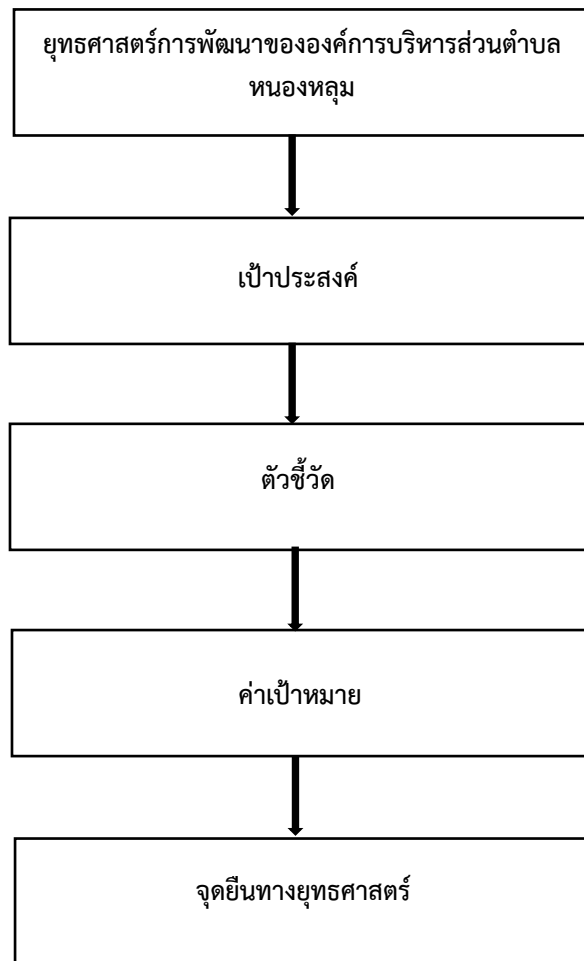 ยุทธศาสตร์การพัฒนาขององค์การบริหารส่วนตำบล
หนองหลุม
เป้าประสงค์
ตัวชี้วัด
ค่าเป้าหมาย
จุดยืนทางยุทธศาสตร์